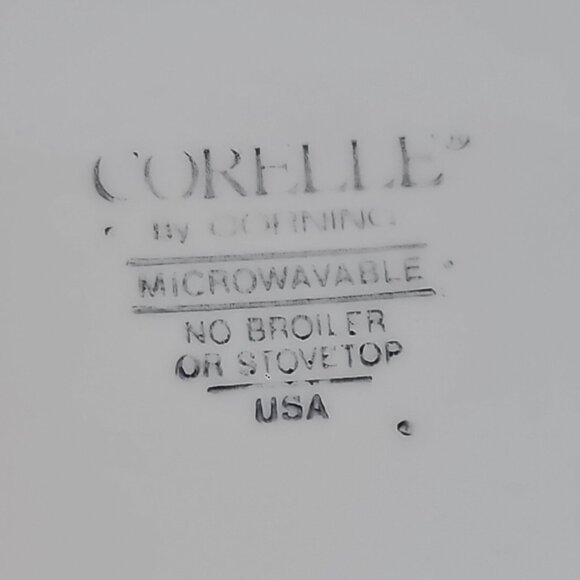 CORELLE®
By CORNING
MICROWAVABLE
NO BROILER
OR STOVETOP
USA